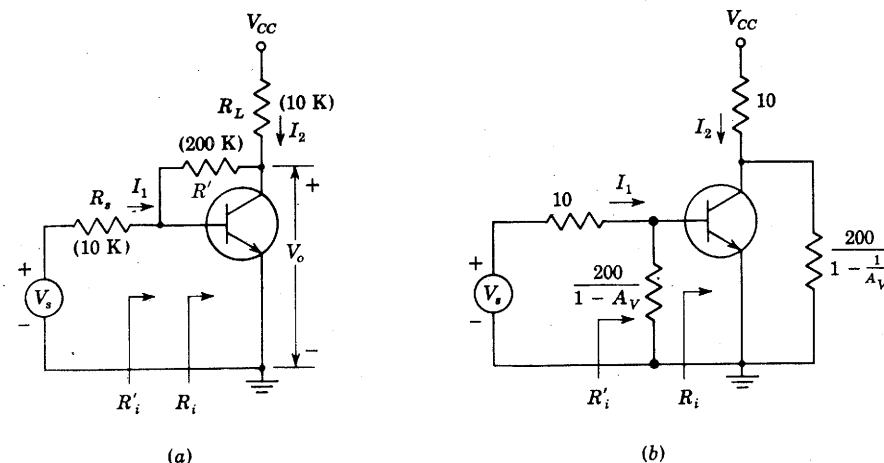 V_CC
R_L (10 K)
I_2
(200 K)
R'
+
I_1
R_s
(10 K)
V_o
+
V_s
−
−
R'_i
R_i
(a)
V_CC
10
I_2
I_1
10
+
V_s
−
200
1 − A_V
200
1 − 1/A_V
R'_i
R_i
(b)